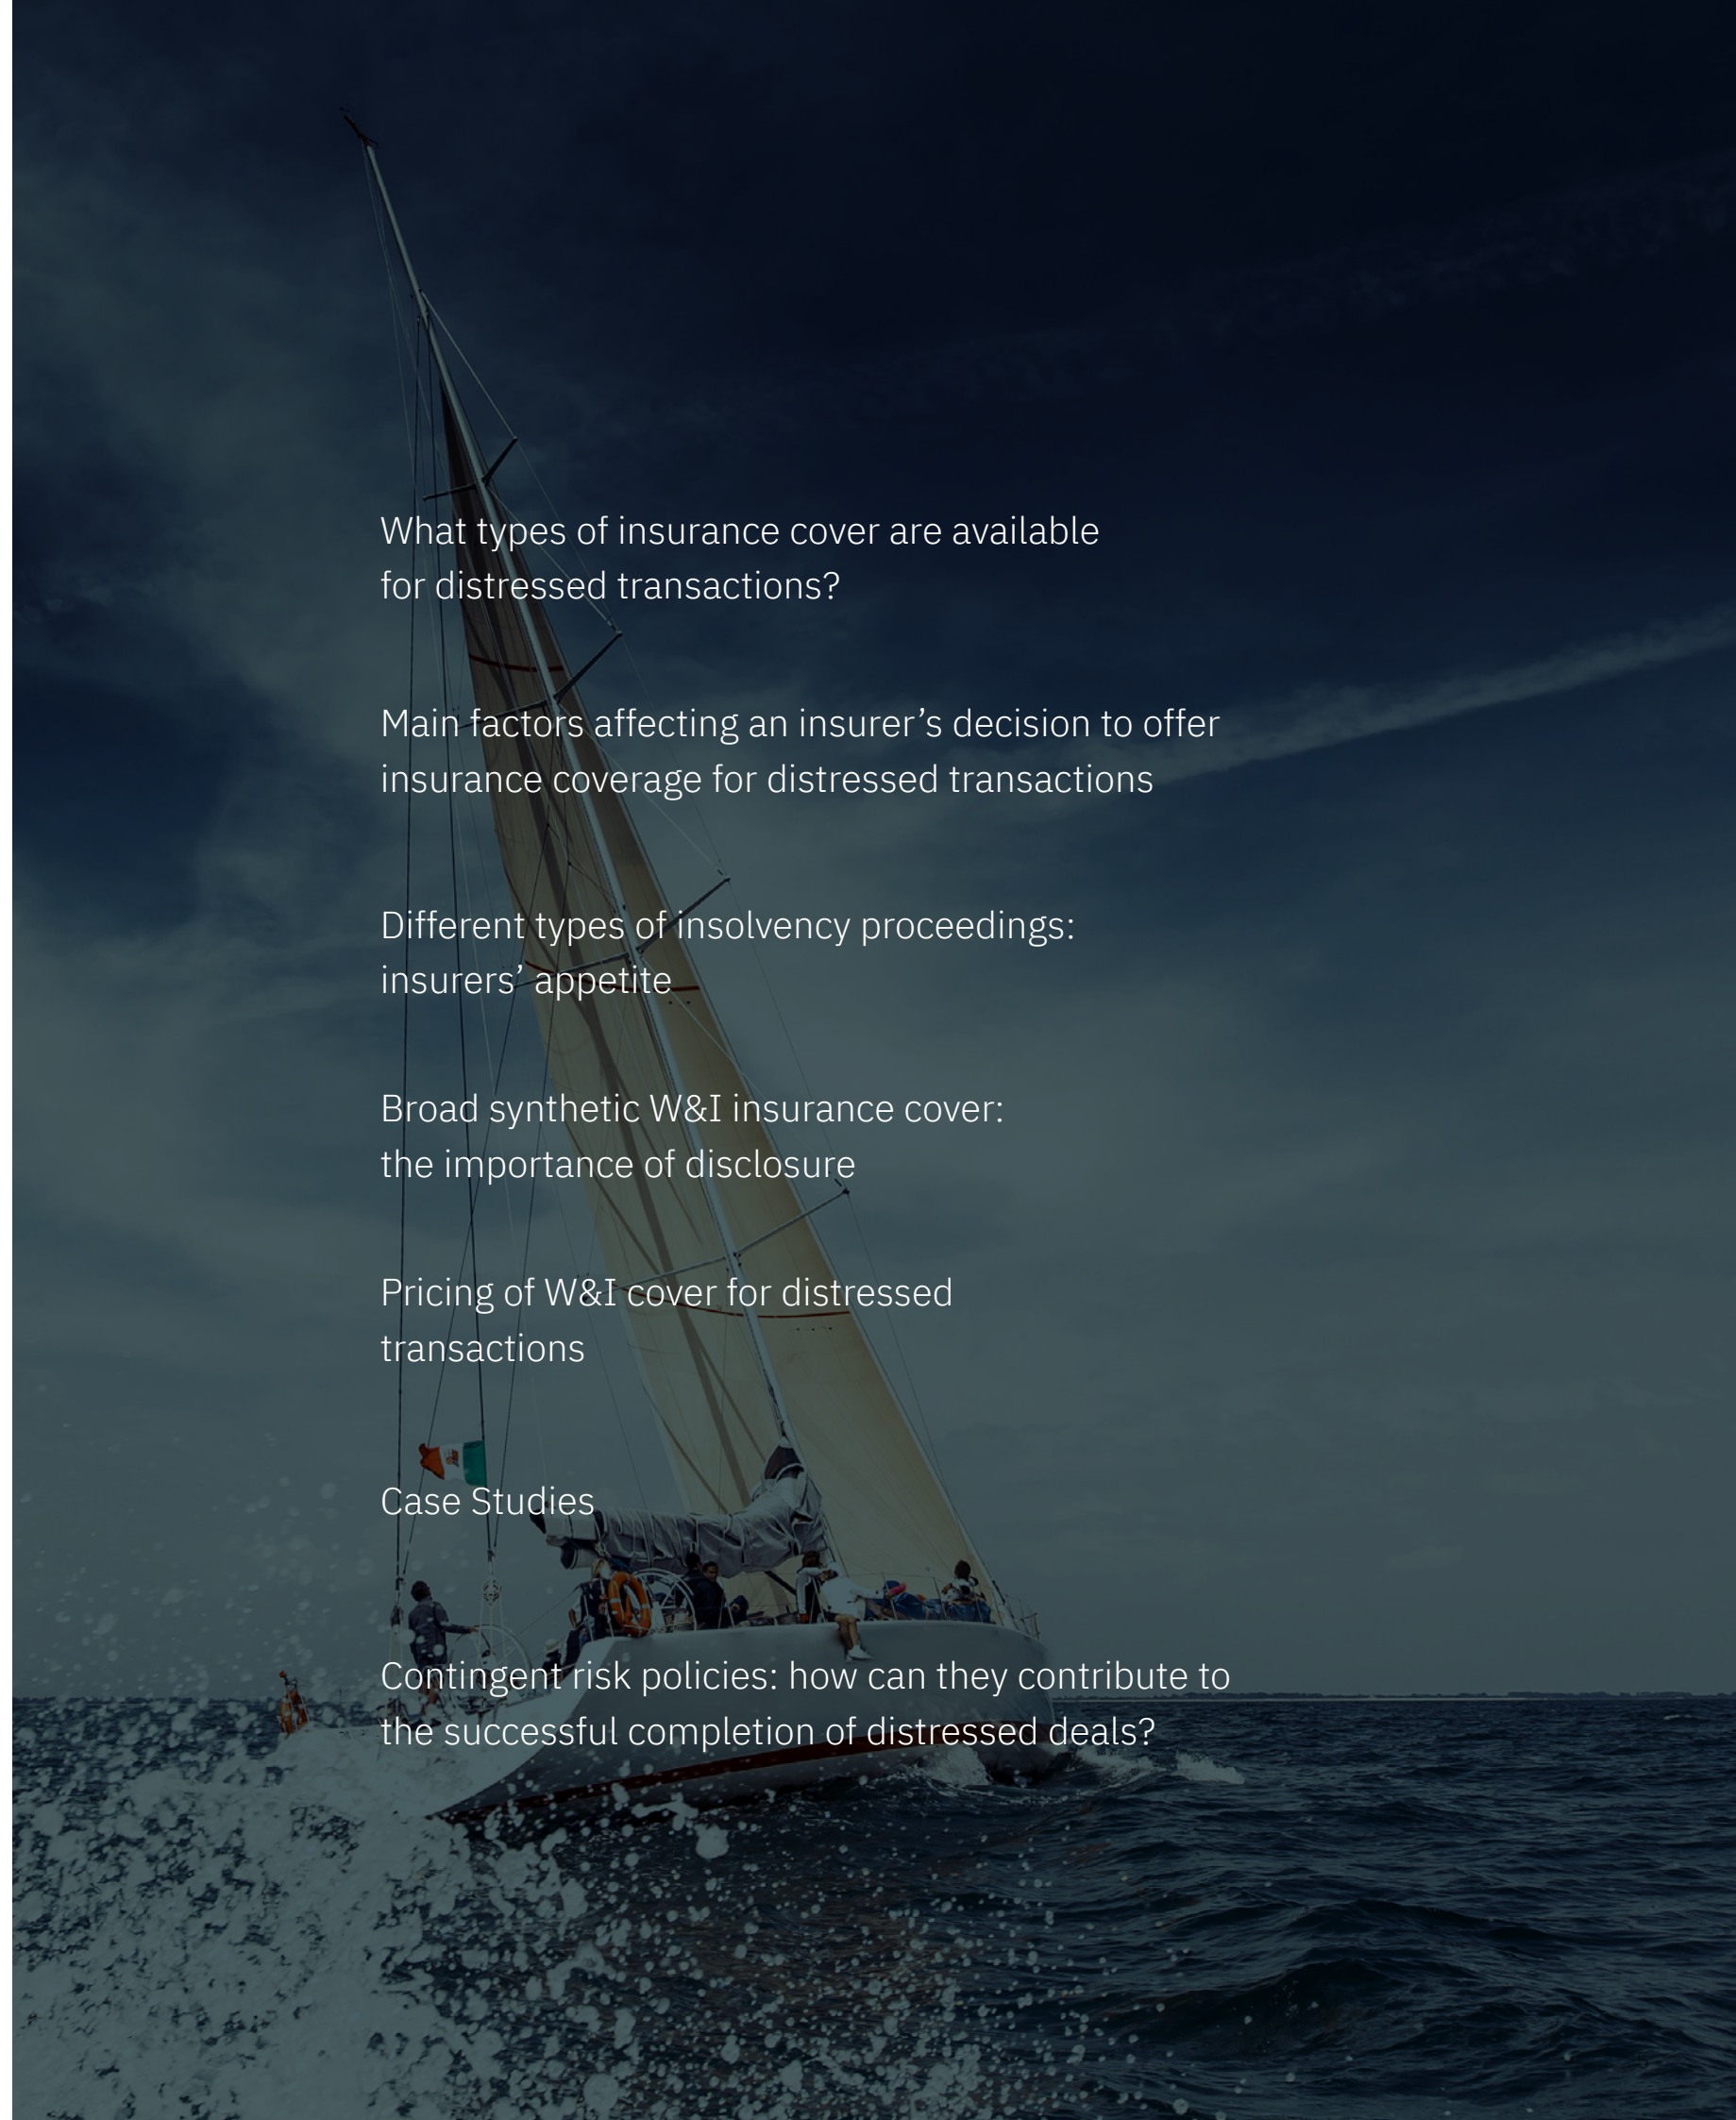 What types of insurance cover are available
for distressed transactions?
Main factors affecting an insurer’s decision to offer
insurance coverage for distressed transactions
Different types of insolvency proceedings:
insurers’ appetite
Broad synthetic W&I insurance cover:
the importance of disclosure
Pricing of W&I cover for distressed
transactions
Case Studies
Contingent risk policies: how can they contribute to
the successful completion of distressed deals?